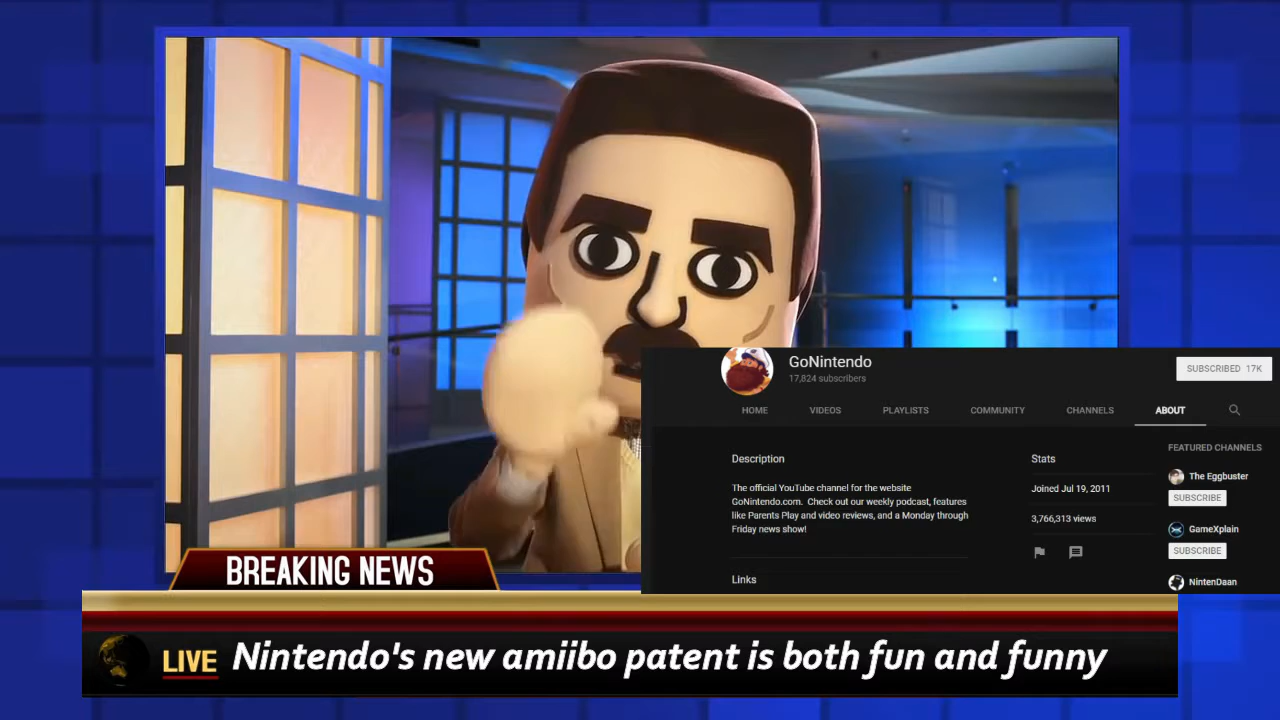 GoNintendo
17,824 subscribers
SUBSCRIBED 17K
HOME VIDEOS PLAYLISTS COMMUNITY CHANNELS ABOUT
Description
The official YouTube channel for the website
GoNintendo.com. Check out our weekly podcast, features
like Parents Play and video reviews, and a Monday through
Friday news show!
Links
Stats
Joined Jul 19, 2011
3,766,313 views
FEATURED CHANNELS
The Eggbuster
SUBSCRIBE
GameXplain
SUBSCRIBE
NintenDaan
BREAKING NEWS
LIVE Nintendo's new amiibo patent is both fun and funny